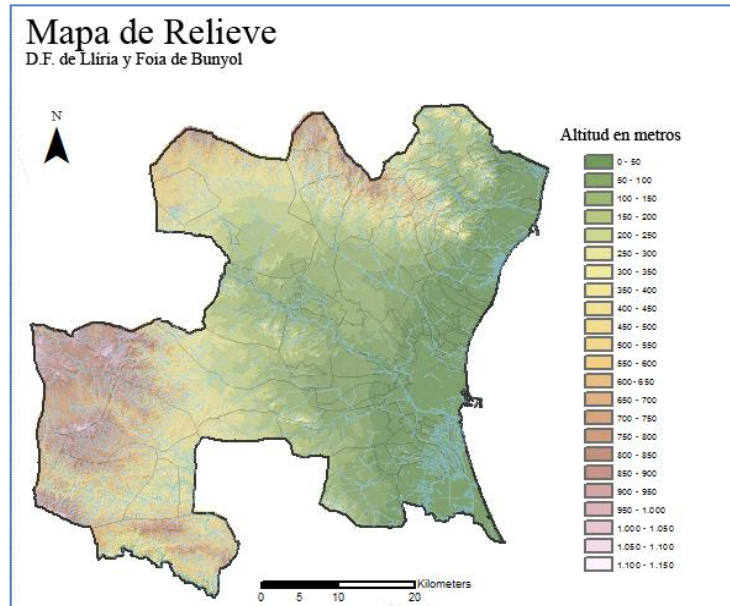 Mapa de Relieve
D.F. de Llíria y Foia de Bunyol
N
Altitud en metros
0 - 50
50 - 100
100 - 150
150 - 200
200 - 250
250 - 300
300 - 350
350 - 400
400 - 450
450 - 500
500 - 550
550 - 600
600 - 650
650 - 700
700 - 750
750 - 800
800 - 850
850 - 900
900 - 950
950 - 1.000
1.000 - 1.050
1.050 - 1.100
1.100 - 1.150
Kilometers
0 5 10 20